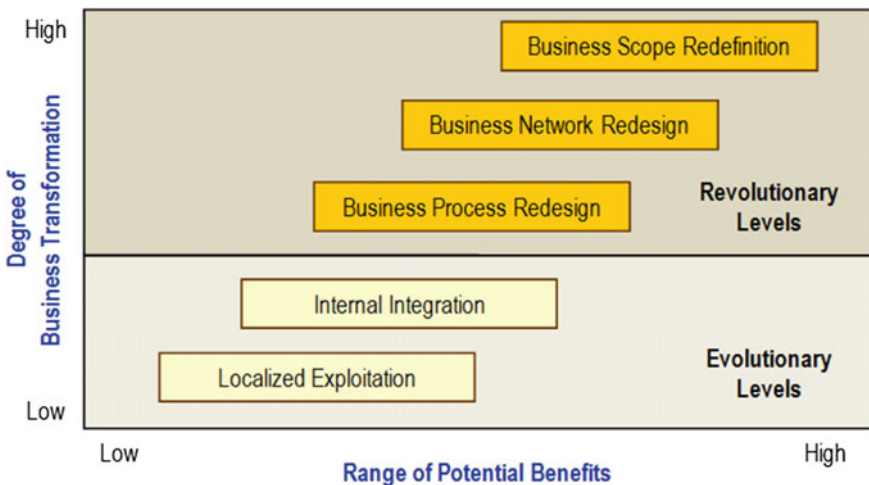 High
Business Scope Redefinition
Business Network Redesign
Business Process Redesign
Revolutionary
Levels
Degree of
Business Transformation
Internal Integration
Localized Exploitation
Evolutionary
Levels
Low
Low
High
Range of Potential Benefits